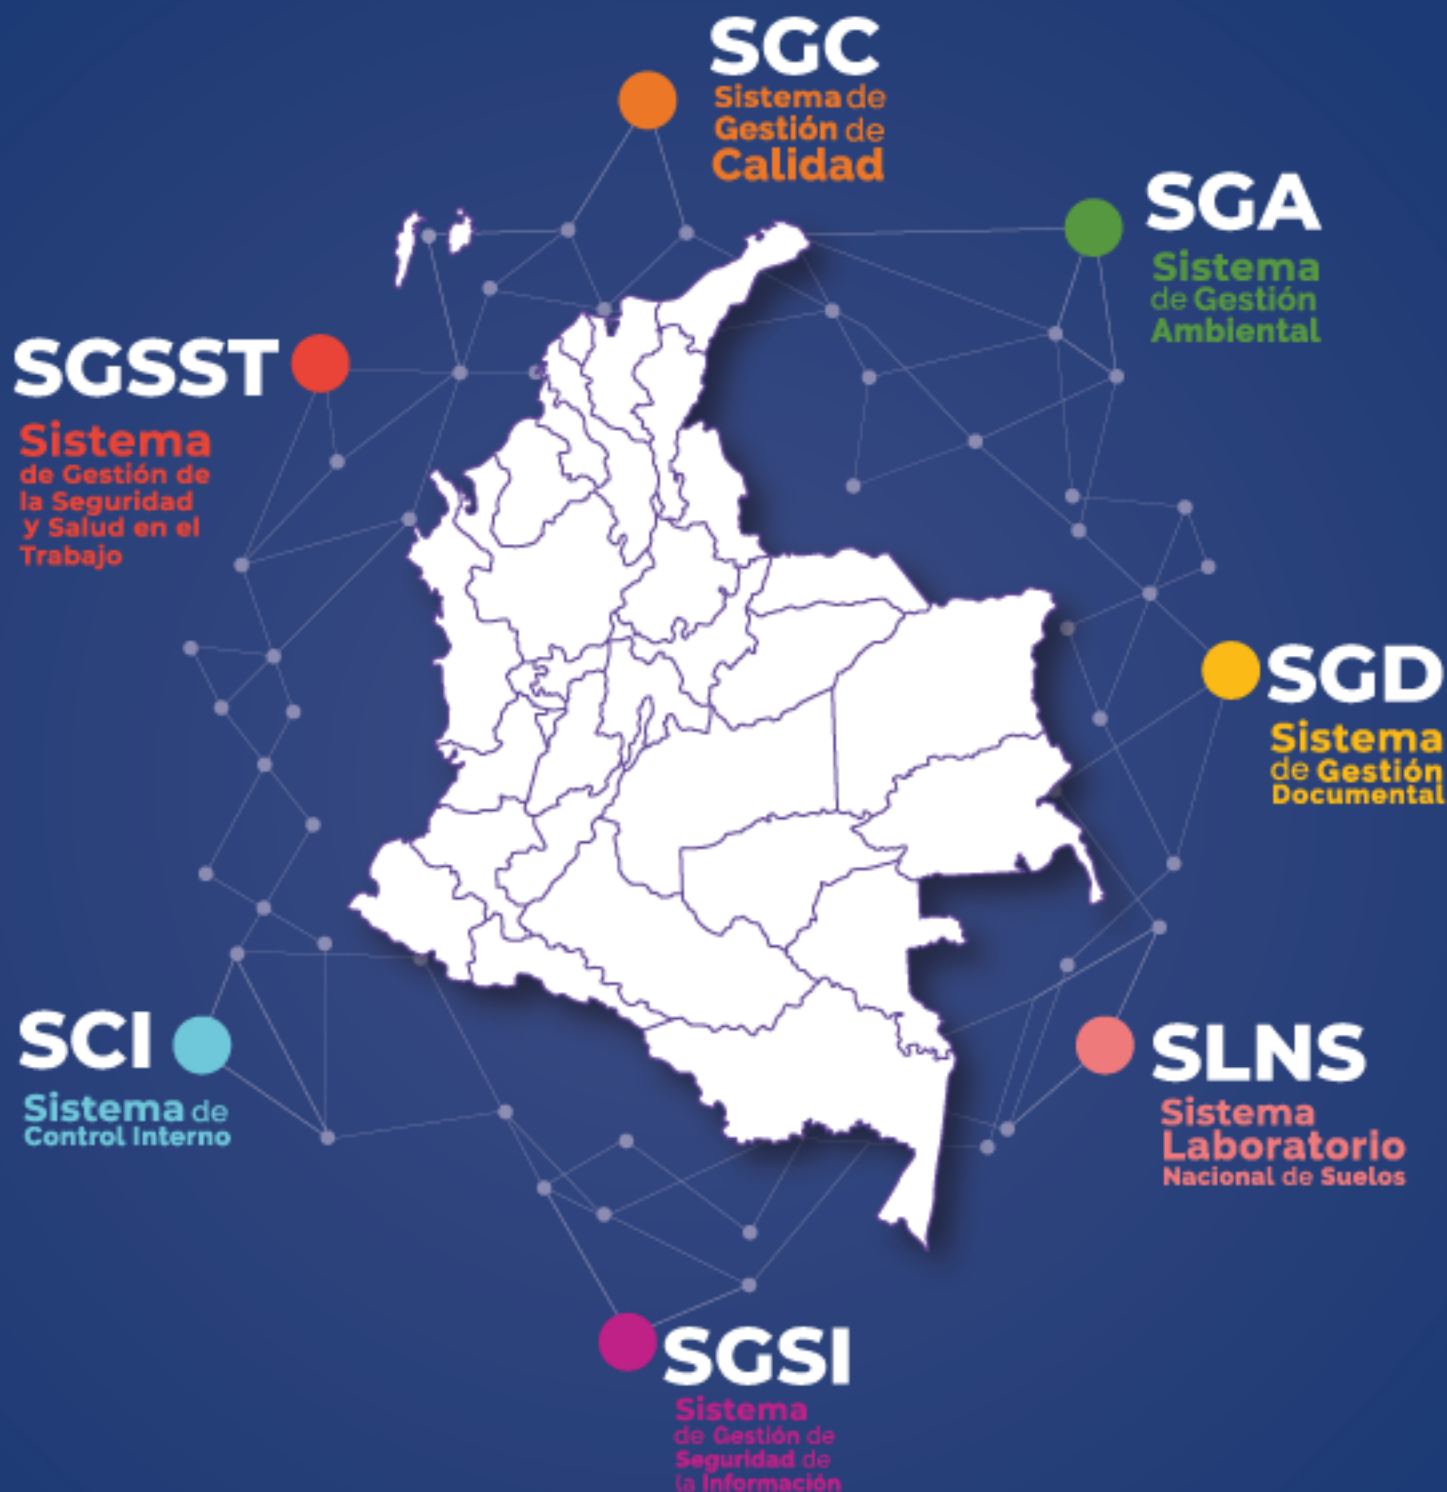 SGC
Sistema de
Gestión de
Calidad
SGA
Sistema
de Gestión
Ambiental
SGSST
Sistema
de Gestión de
la Seguridad
y Salud en el
Trabajo
SGD
Sistema
de Gestión
Documental
SCI
Sistema de
Control Interno
SLNS
Sistema
Laboratorio
Nacional de Suelos
SGSI
Sistema
de Gestión de
Seguridad de
la Información